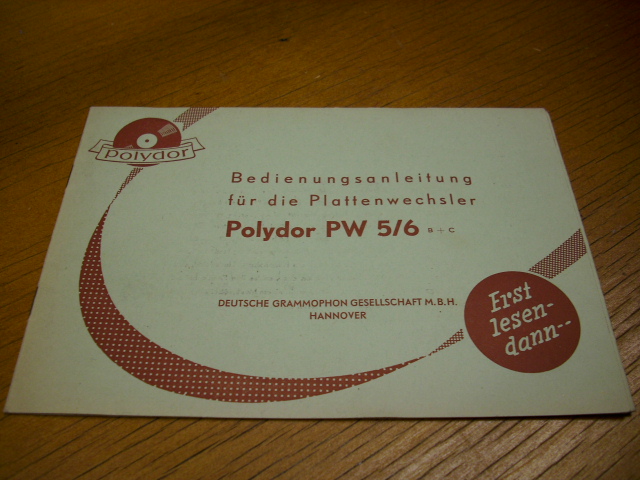 polydor
Bedienungsanleitung
für die Plattenwechsler
Polydor PW 5/6 B + C
DEUTSCHE GRAMMOPHON GESELLSCHAFT M.B.H.
HANNOVER
Erst
lesen-
dann--